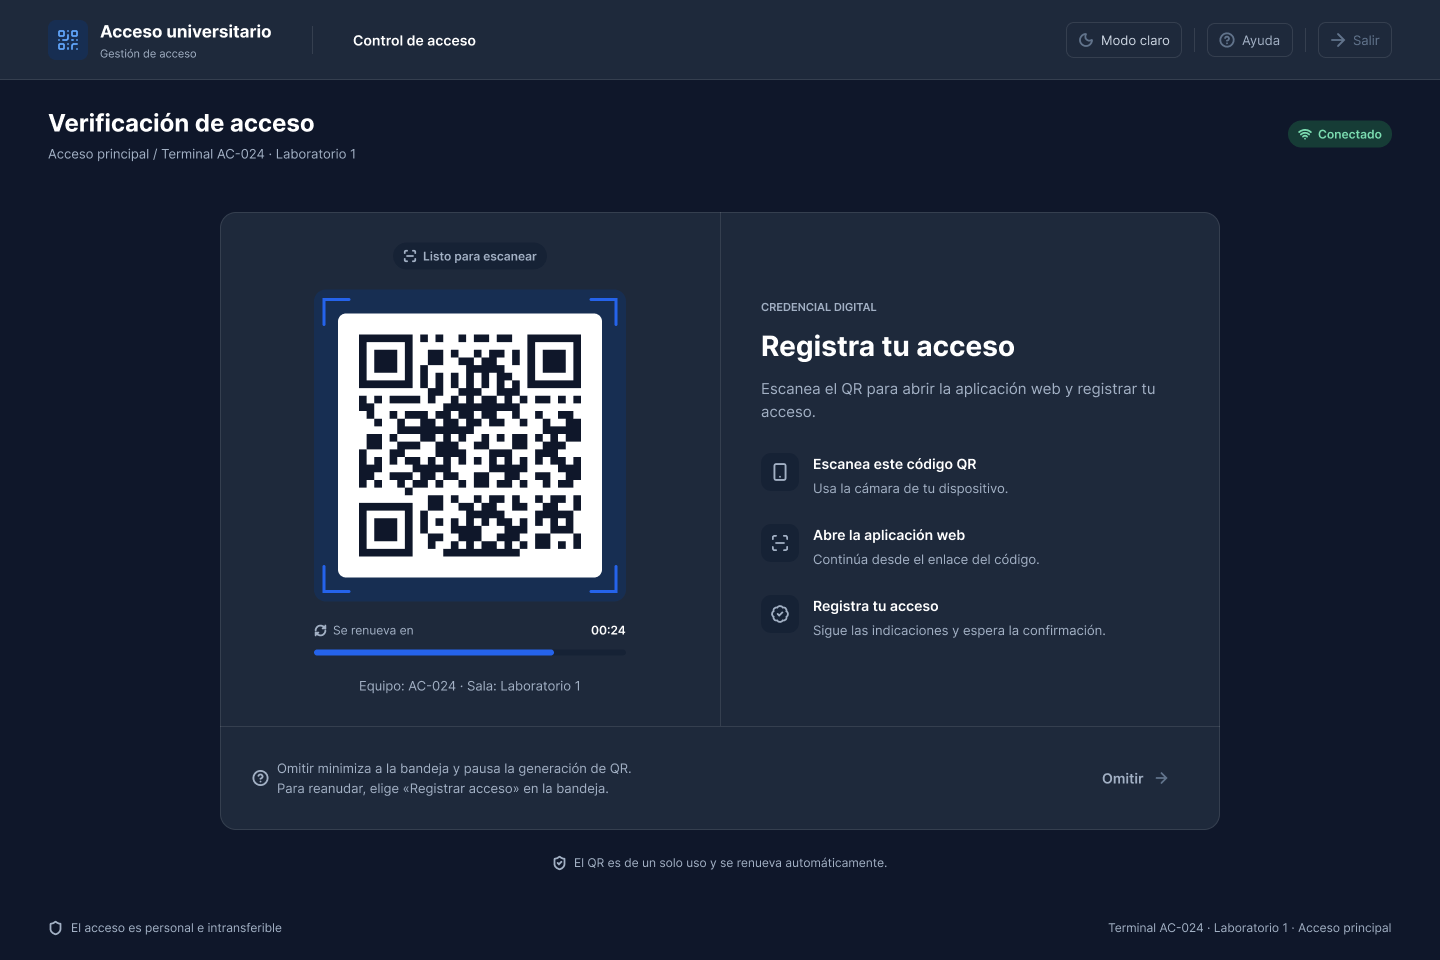 Acceso universitario
Gestión de acceso
Control de acceso
Modo claro
Ayuda
Salir
Verificación de acceso
Acceso principal / Terminal AC-024 · Laboratorio 1
Conectado
Listo para escanear
Se renueva en
00:24
Equipo: AC-024 · Sala: Laboratorio 1
CREDENCIAL DIGITAL
Registra tu acceso
Escanea el QR para abrir la aplicación web y registrar tu
acceso.
Escanea este código QR
Usa la cámara de tu dispositivo.
Abre la aplicación web
Continúa desde el enlace del código.
Registra tu acceso
Sigue las indicaciones y espera la confirmación.
Omitir minimiza a la bandeja y pausa la generación de QR.
Para reanudar, elige «Registrar acceso» en la bandeja.
Omitir
El QR es de un solo uso y se renueva automáticamente.
El acceso es personal e intransferible
Terminal AC-024 · Laboratorio 1 · Acceso principal